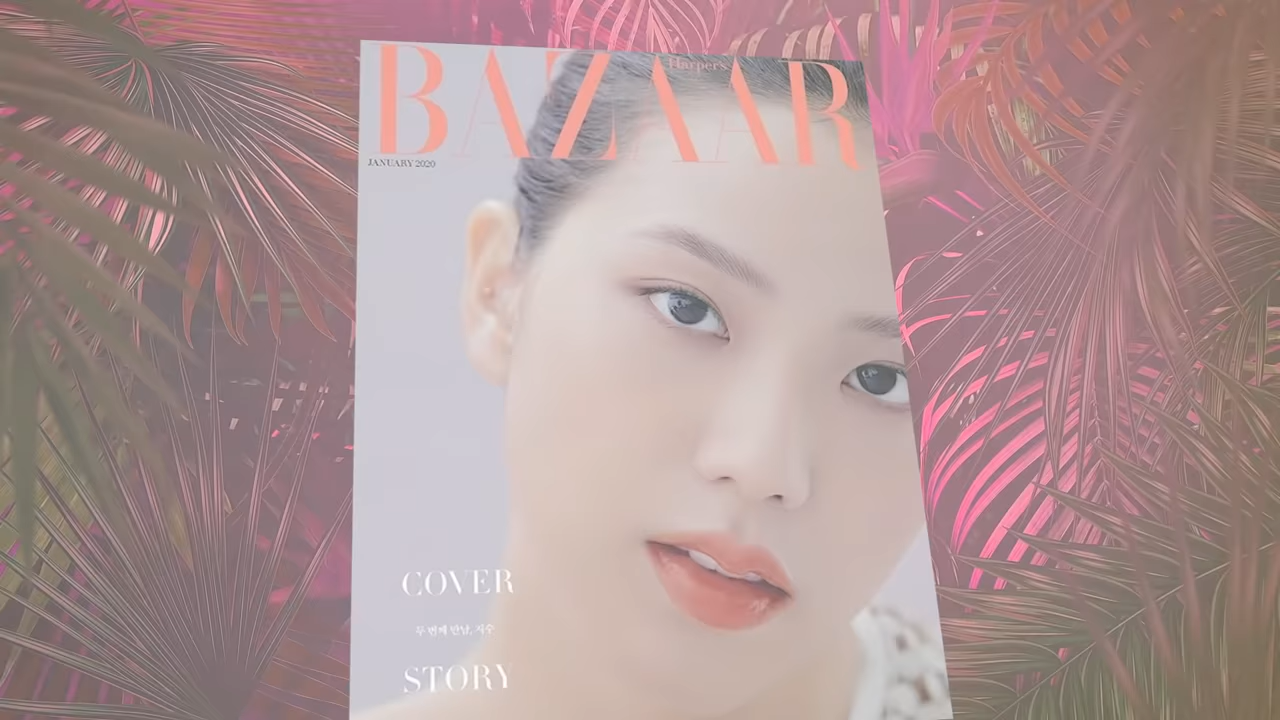 Harper's
BAZAAR
JANUARY 2020
COVER
두 번째 만남, 지수
STORY